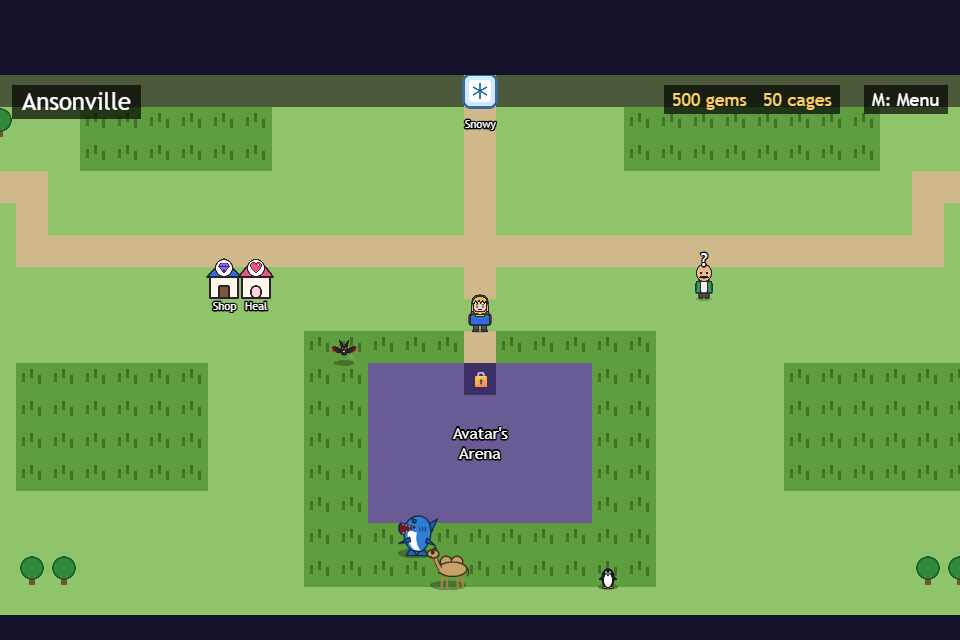 Ansonville
500 gems 50 cages
M: Menu
Snowy
?
Shop Heal
Avatar's
Arena